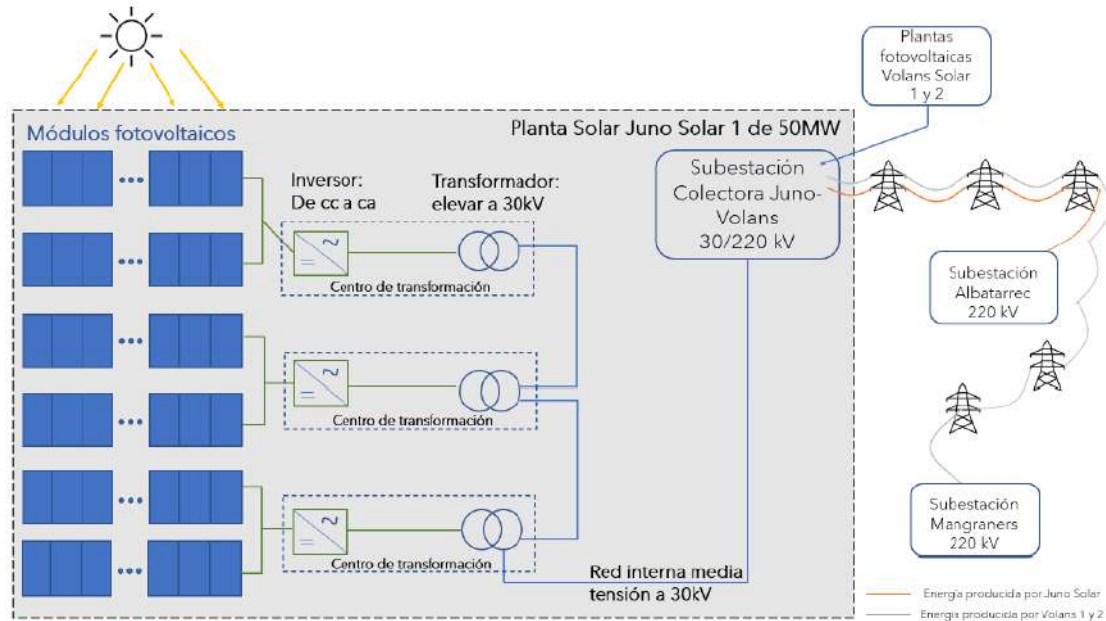 Plantas
fotovoltaicas
Volans Solar
1 y 2
Módulos fotovoltaicos
Planta Solar Juno Solar 1 de 50MW
Inversor:
De cc a ca
Transformador:
elevar a 30kV
Subestación
Colectora Juno-
Volans
30/220 kV
Centro de transformación
Subestación
Albatarrec
220 kV
Centro de transformación
Subestación
Mangraners
220 kV
Centro de transformación
Red interna media
tensión a 30kV
Energía producida por Juno Solar
Energía producida por Volans 1 y 2